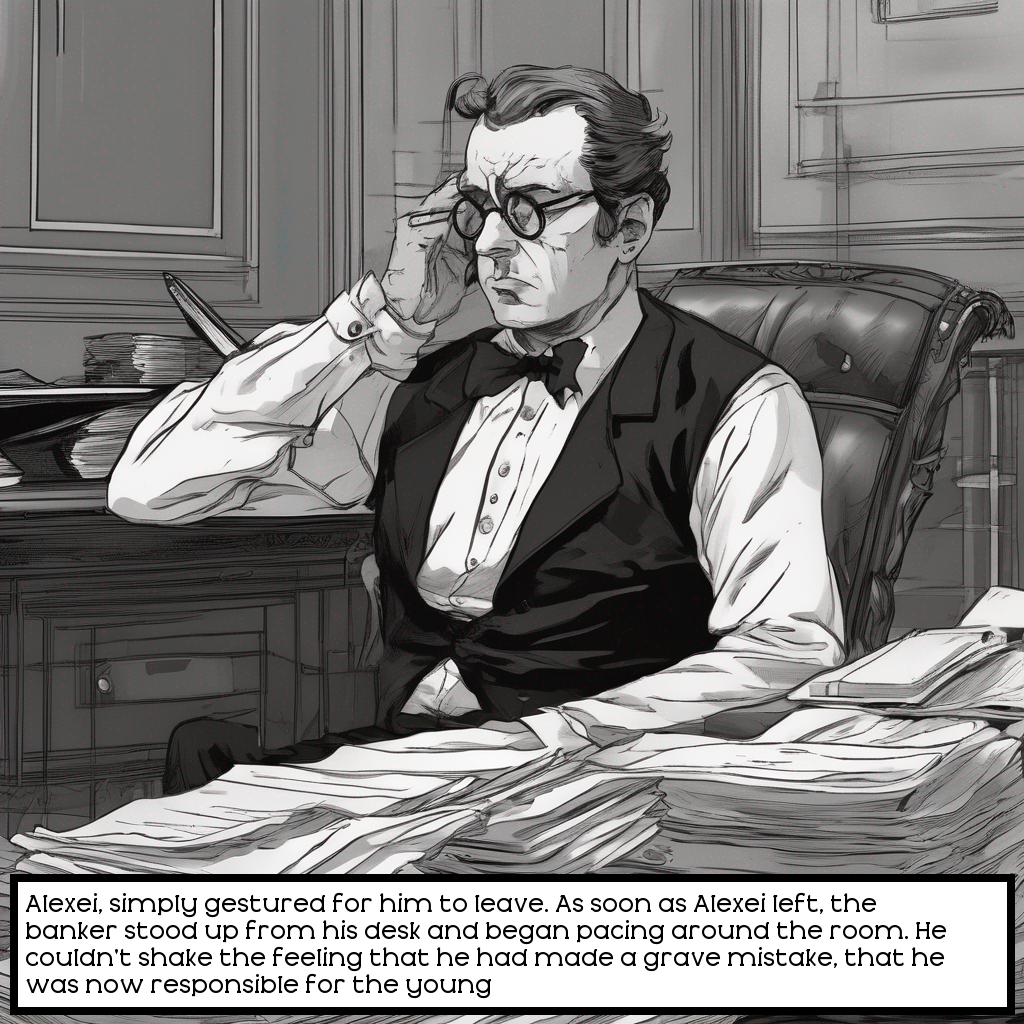 Alexei, simply gestured for him to leave. As soon as Alexei left, the
banker stood up from his desk and began pacing around the room. He
couldn't shake the feeling that he had made a grave mistake, that he
was now responsible for the young